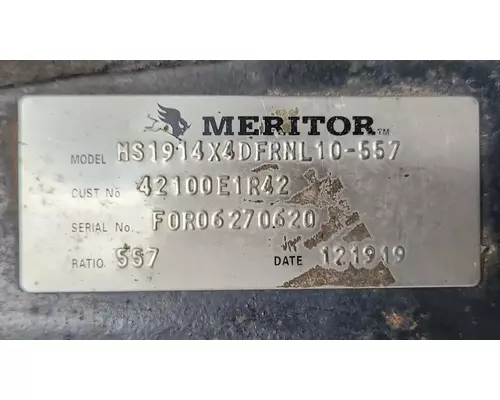 MERITOR™
MODEL MS1914X4DFRNL10-557
CUST No 42100E1R42
SERIAL No. FOR06270620
RATIO 557 DATE 121919